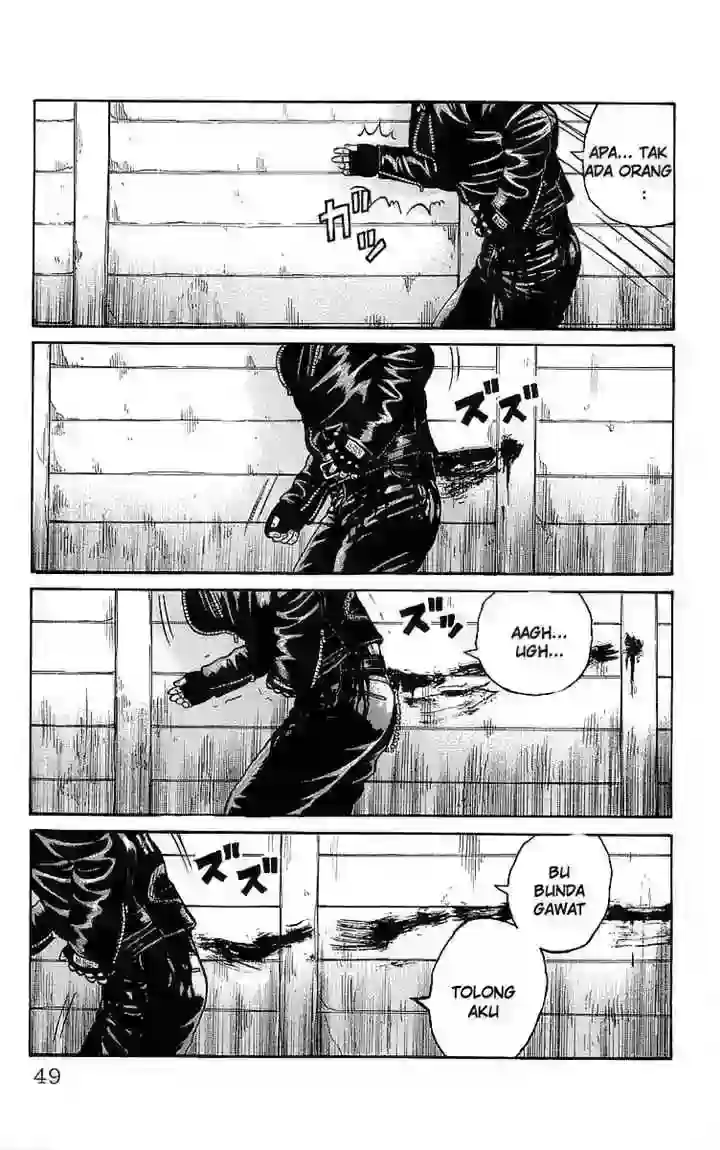 APA... TAK
ADA ORANG
:
ガッ
ズズ
ズッ
AAGH...
UGH...
ズズ
BU
BUNDA
GAWAT
TOLONG
AKU
49